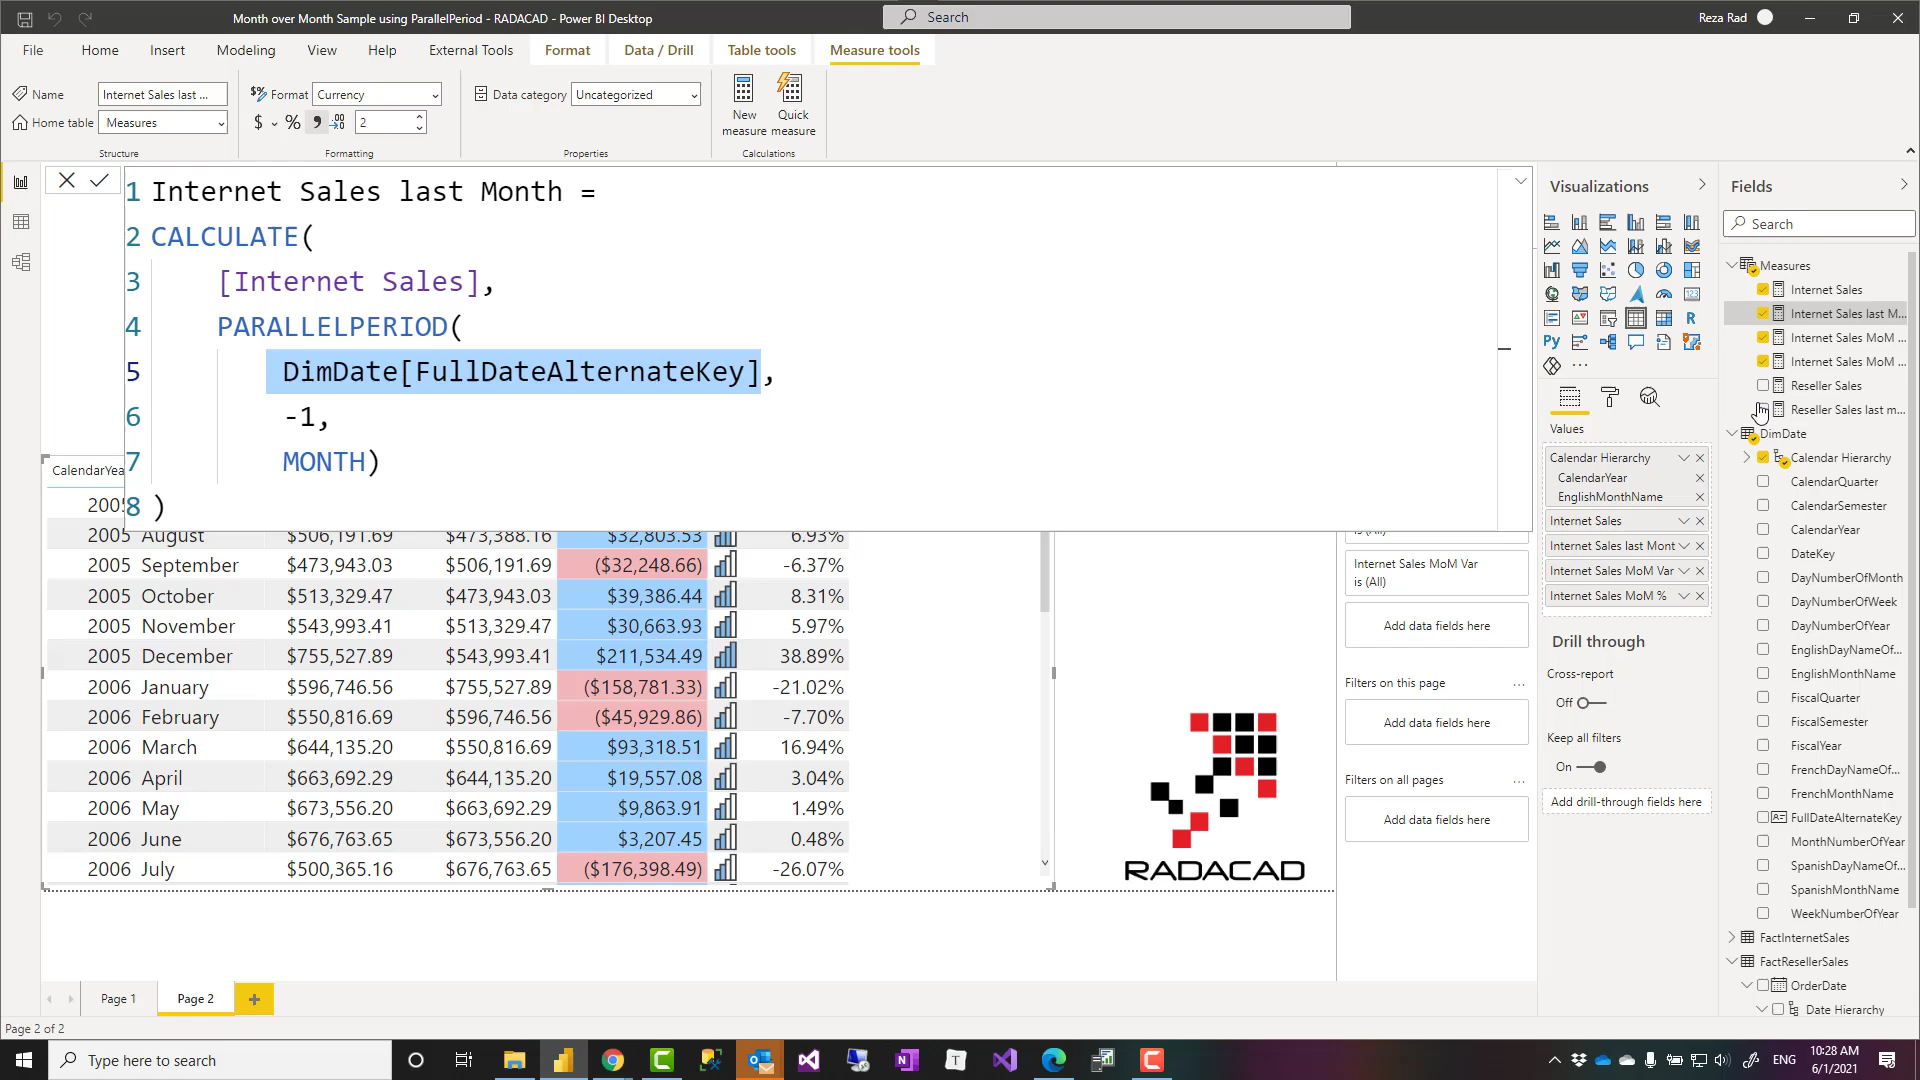 Month over Month Sample using ParallelPeriod - RADACAD - Power BI Desktop
Search
Reza Rad
File Home Insert Modeling View Help External Tools Format Data / Drill Table tools Measure tools
Name Internet Sales last ...
Home table Measures
Structure
Format Currency
$ % 9 .00 2
Formatting
Data category Uncategorized
Properties
New measure
Quick measure
Calculations
1 Internet Sales last Month =
2 CALCULATE(
3 [Internet Sales],
4 PARALLELPERIOD(
5 DimDate[FullDateAlternateKey],
6 -1,
7 MONTH)
8 )
CalendarYea
2005
2005 August $506,191.69 $473,388.16 $32,803.53 6.93%
2005 September $473,943.03 $506,191.69 ($32,248.66) -6.37%
2005 October $513,329.47 $473,943.03 $39,386.44 8.31%
2005 November $543,993.41 $513,329.47 $30,663.93 5.97%
2005 December $755,527.89 $543,993.41 $211,534.49 38.89%
2006 January $596,746.56 $755,527.89 ($158,781.33) -21.02%
2006 February $550,816.69 $596,746.56 ($45,929.86) -7.70%
2006 March $644,135.20 $550,816.69 $93,318.51 16.94%
2006 April $663,692.29 $644,135.20 $19,557.08 3.04%
2006 May $673,556.20 $663,692.29 $9,863.91 1.49%
2006 June $676,763.65 $673,556.20 $3,207.45 0.48%
2006 July $500,365.16 $676,763.65 ($176,398.49) -26.07%
RADACAD
is (All)
Internet Sales MoM Var
is (All)
Add data fields here
Filters on this page ...
Add data fields here
Filters on all pages ...
Add data fields here
Visualizations
R
Py
...
Values
Calendar Hierarchy
CalendarYear
EnglishMonthName
Internet Sales
Internet Sales last Mont
Internet Sales MoM Var
Internet Sales MoM %
Drill through
Cross-report
Off
Keep all filters
On
Add drill-through fields here
Fields
Search
Measures
Internet Sales
Internet Sales last M...
Internet Sales MoM ...
Internet Sales MoM ...
Reseller Sales
Reseller Sales last m...
DimDate
Calendar Hierarchy
CalendarQuarter
CalendarSemester
CalendarYear
DateKey
DayNumberOfMonth
DayNumberOfWeek
DayNumberOfYear
EnglishDayNameOf...
EnglishMonthName
FiscalQuarter
FiscalSemester
FiscalYear
FrenchDayNameOf...
FrenchMonthName
FullDateAlternateKey
MonthNumberOfYear
SpanishDayNameOf...
SpanishMonthName
WeekNumberOfYear
FactInternetSales
FactResellerSales
OrderDate
Date Hierarchy
Page 1 Page 2 +
Page 2 of 2
Type here to search
ENG
10:28 AM
6/1/2021